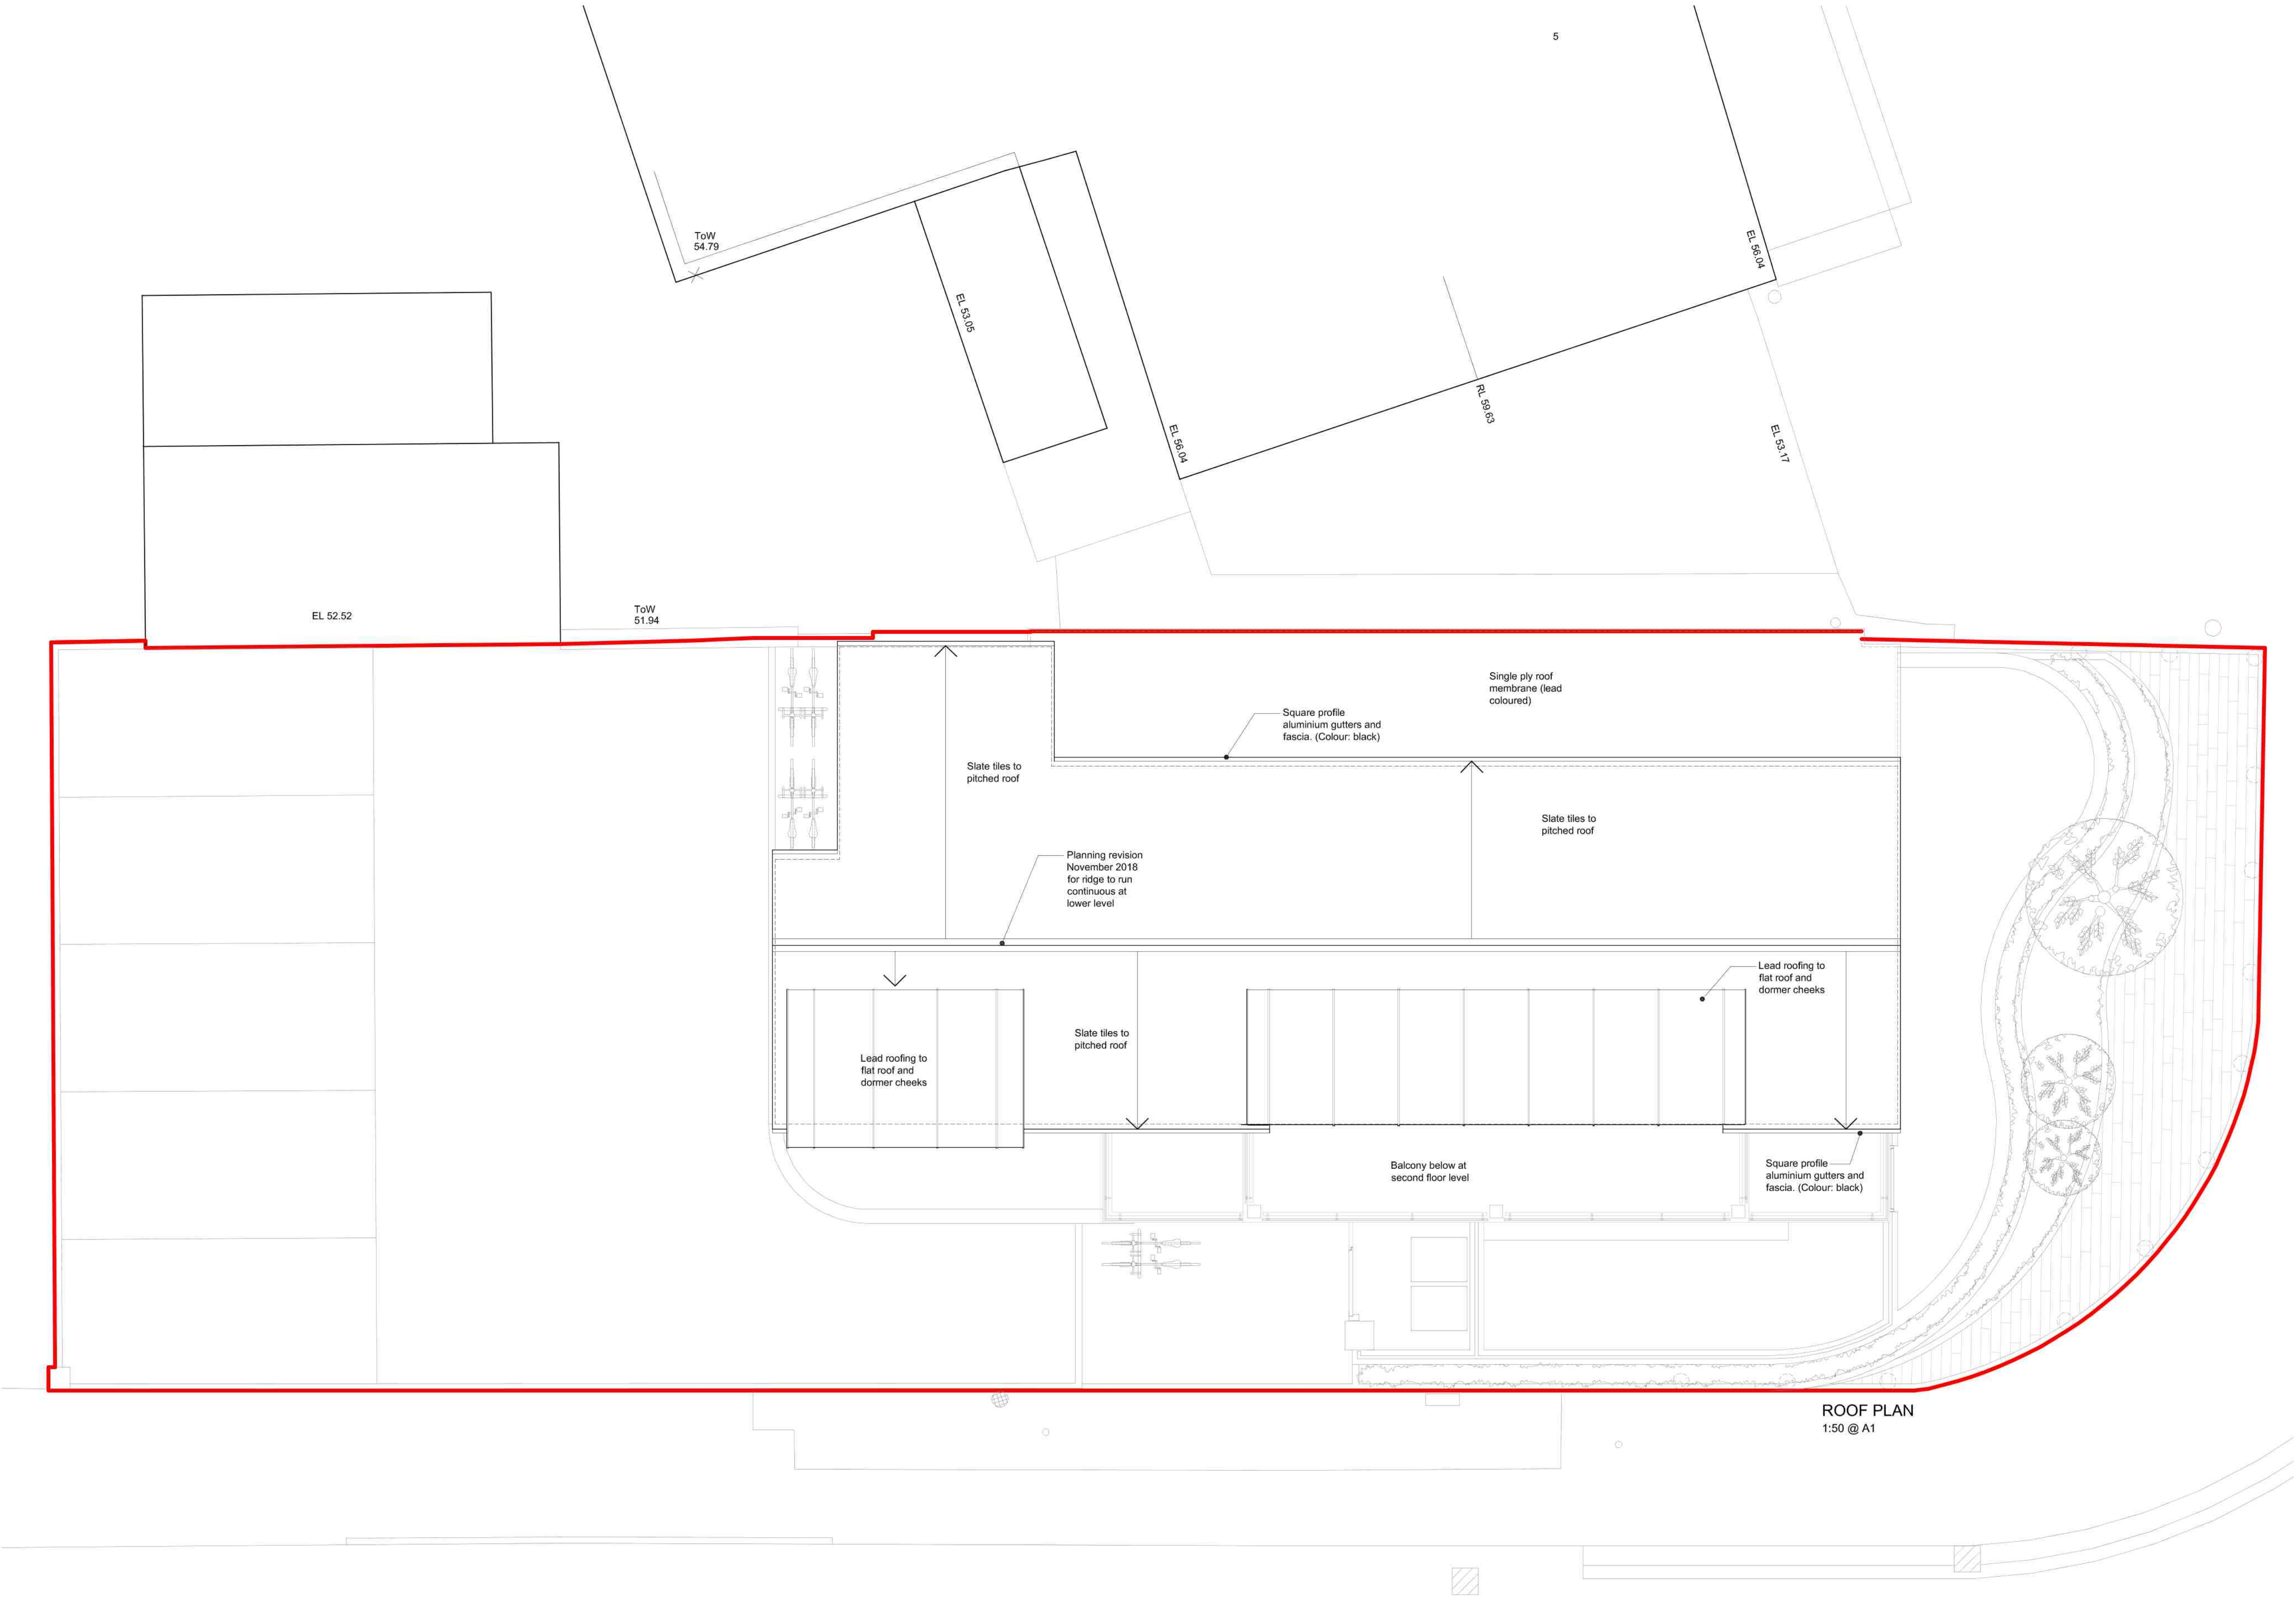 5
ToW
54.79
EL 56.04
EL 53.05
RL 59.63
EL 56.04
EL 53.17
EL 52.52
ToW
51.94
Single ply roof
membrane (lead
coloured)
Square profile
aluminium gutters and
fascia. (Colour: black)
Slate tiles to
pitched roof
Slate tiles to
pitched roof
Planning revision
November 2018
for ridge to run
continuous at
lower level
Lead roofing to
flat roof and
dormer cheeks
Slate tiles to
pitched roof
Lead roofing to
flat roof and
dormer cheeks
Balcony below at
second floor level
Square profile
aluminium gutters and
fascia. (Colour: black)
ROOF PLAN
1:50 @ A1